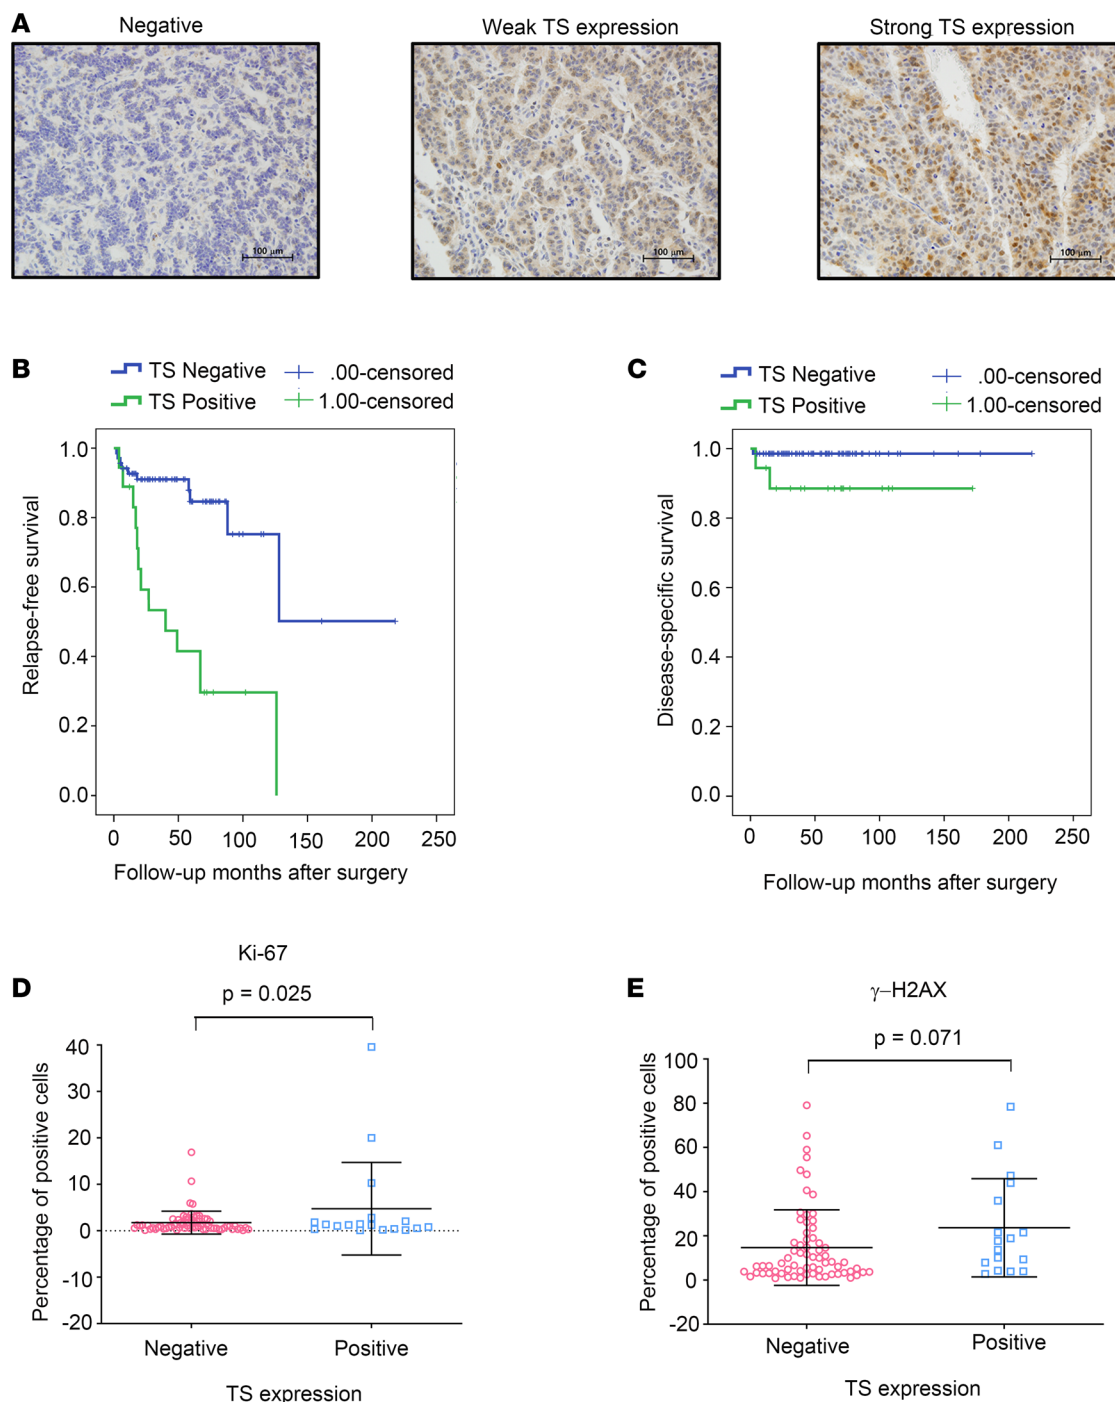 A
Negative
Weak TS expression
Strong TS expression
100 µm
100 µm
100 µm
B
TS Negative
.00-censored
TS Positive
1.00-censored
1.0
0.8
0.6
0.4
0.2
0.0
Relapse-free survival
0 50 100 150 200 250
Follow-up months after surgery
C
TS Negative
.00-censored
TS Positive
1.00-censored
1.0
0.8
0.6
0.4
0.2
0.0
Disease-specific survival
0 50 100 150 200 250
Follow-up months after surgery
D
Ki-67
p = 0.025
40
30
20
10
0
-10
-20
Percentage of positive cells
Negative
Positive
TS expression
E
γ–H2AX
p = 0.071
100
80
60
40
20
0
-20
Percentage of positive cells
Negative
Positive
TS expression